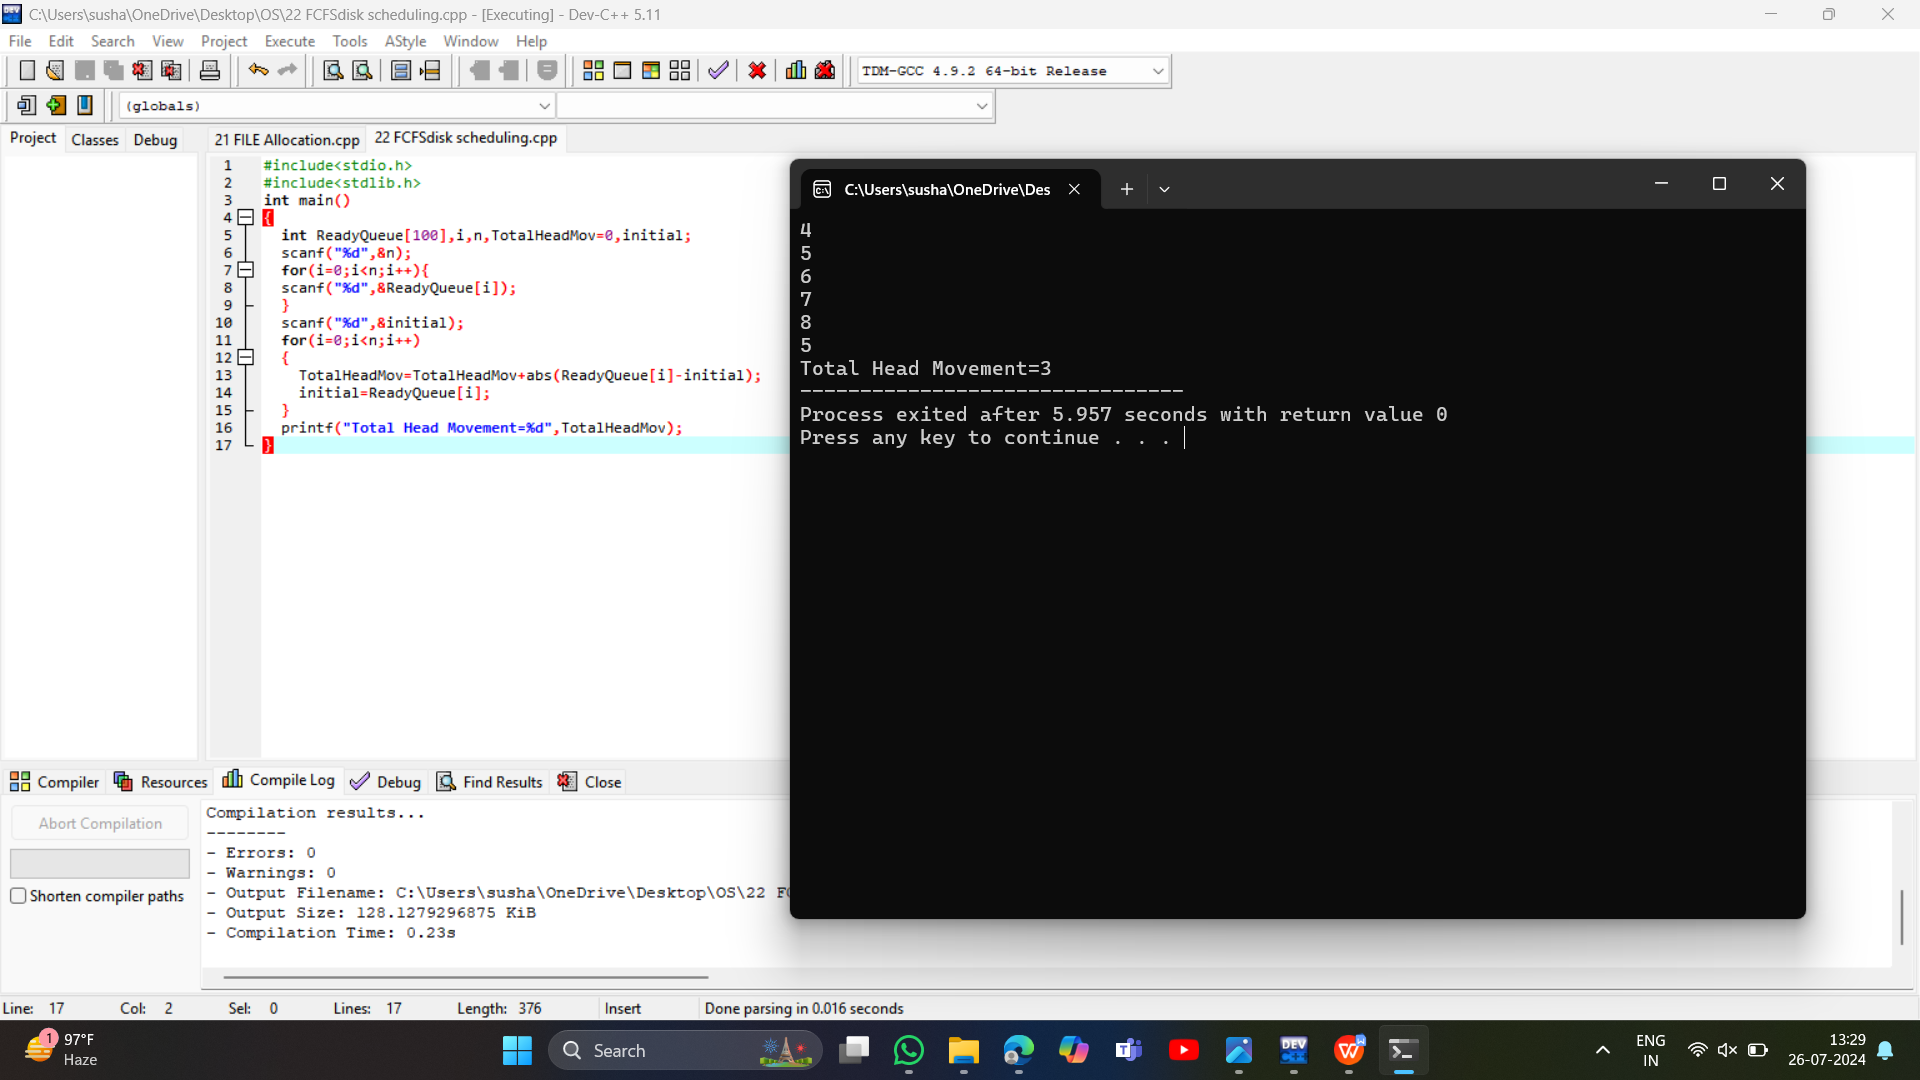 C:\Users\susha\OneDrive\Desktop\OS\22 FCFSdisk scheduling.cpp - [Executing] - Dev-C++ 5.11
File Edit Search View Project Execute Tools AStyle Window Help
TDM-GCC 4.9.2 64-bit Release
(globals)
Project Classes Debug
21 FILE Allocation.cpp 22 FCFSdisk scheduling.cpp
1 #include<stdio.h>
2 #include<stdlib.h>
3 int main()
4 {
5 int ReadyQueue[100],i,n,TotalHeadMov=0,initial;
6 scanf("%d",&n);
7 for(i=0;i<n;i++){
8 scanf("%d",&ReadyQueue[i]);
9 }
10 scanf("%d",&initial);
11 for(i=0;i<n;i++)
12 {
13 TotalHeadMov=TotalHeadMov+abs(ReadyQueue[i]-initial);
14 initial=ReadyQueue[i];
15 }
16 printf("Total Head Movement=%d",TotalHeadMov);
17 }
C:\Users\susha\OneDrive\Des
4
5
6
7
8
5
Total Head Movement=3
--------------------------------
Process exited after 5.957 seconds with return value 0
Press any key to continue . . .
Compiler Resources Compile Log Debug Find Results Close
Abort Compilation
Shorten compiler paths
Compilation results...
--------
- Errors: 0
- Warnings: 0
- Output Filename: C:\Users\susha\OneDrive\Desktop\OS\22 F
- Output Size: 128.1279296875 KiB
- Compilation Time: 0.23s
Line: 17 Col: 2 Sel: 0 Lines: 17 Length: 376 Insert Done parsing in 0.016 seconds
1
97°F
Haze
Search
DEV
ENG
IN
13:29
26-07-2024